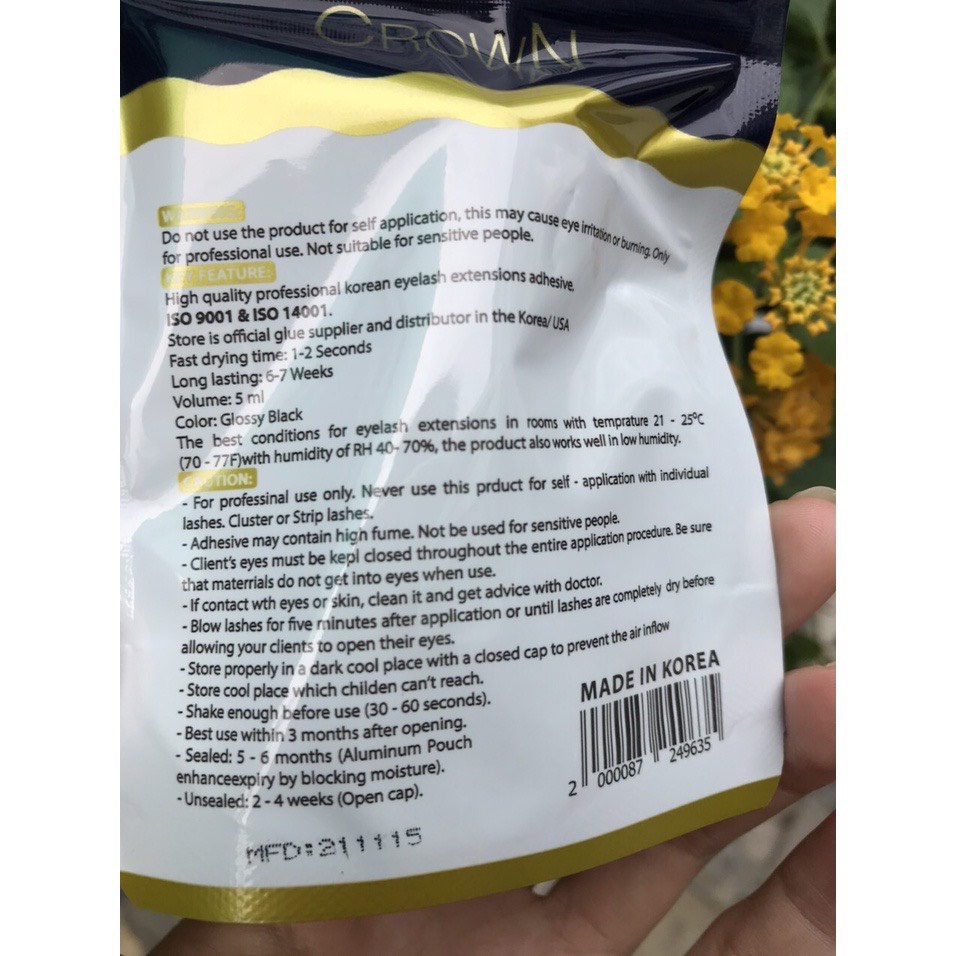 CROWN
Do not use the product for self application, this may cause eye irritation or burning. Only
for professional use. Not suitable for sensitive people.
KEY FEATURE:
High quality professional korean eyelash extensions adhesive.
ISO 9001 & ISO 14001.
Store is official glue supplier and distributor in the Korea/ USA
Fast drying time: 1-2 Seconds
Long lasting: 6-7 Weeks
Volume: 5 ml
Color: Glossy Black
The best conditions for eyelash extensions in rooms with temprature 21 - 25°C
(70 - 77F)with humidity of RH 40- 70%, the product also works well in low humidity.
CAUTION:
- For professinal use only. Never use this prduct for self - application with individual
lashes. Cluster or Strip lashes.
- Adhesive may contain high fume. Not be used for sensitive people.
- Client's eyes must be kepl closed throughout the entire application procedure. Be sure
that materrials do not get into eyes when use.
- If contact wth eyes or skin, clean it and get advice with doctor.
- Blow lashes for five minutes after application or until lashes are completely dry before
allowing your clients to open their eyes.
- Store properly in a dark cool place with a closed cap to prevent the air inflow
- Store cool place which childen can't reach.
- Shake enough before use (30 - 60 seconds).
- Best use within 3 months after opening.
- Sealed: 5 - 6 months (Aluminum Pouch
enhanceexpiry by blocking moisture).
- Unsealed: 2 - 4 weeks (Open cap).
MADE IN KOREA
2 000087 249635
MFD:211115